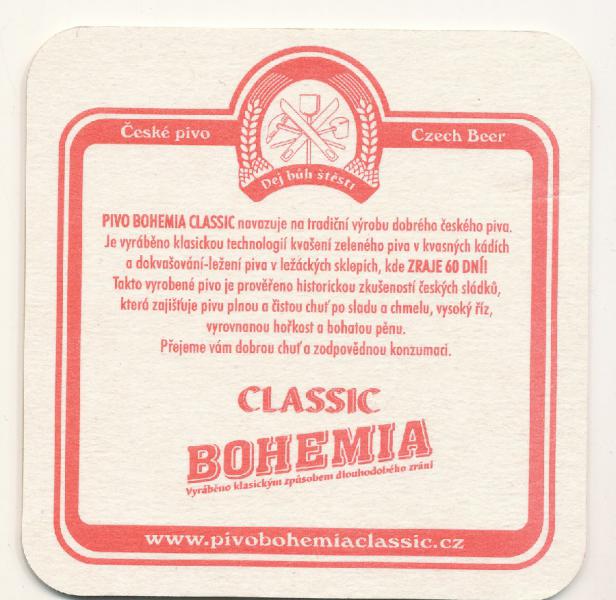 České pivo
Czech Beer
Dej bůh štěstí
PIVO BOHEMIA CLASSIC navazuje na tradiční výrobu dobrého českého piva.
Je vyráběno klasickou technologií kvašení zeleného piva v kvasných kádích
a dokvašování-ležení piva v ležáckých sklepích, kde ZRAJE 60 DNÍ!
Takto vyrobené pivo je prověřeno historickou zkušeností českých sládků,
která zajišťuje pivu plnou a čistou chuť po sladu a chmelu, vysoký říz,
vyrovnanou hořkost a bohatou pěnu.
Přejeme vám dobrou chuť a zodpovědnou konzumaci.
CLASSIC
BOHEMIA
Vyráběno klasickým způsobem dlouhodobého zrání
www.pivobohemiaclassic.cz